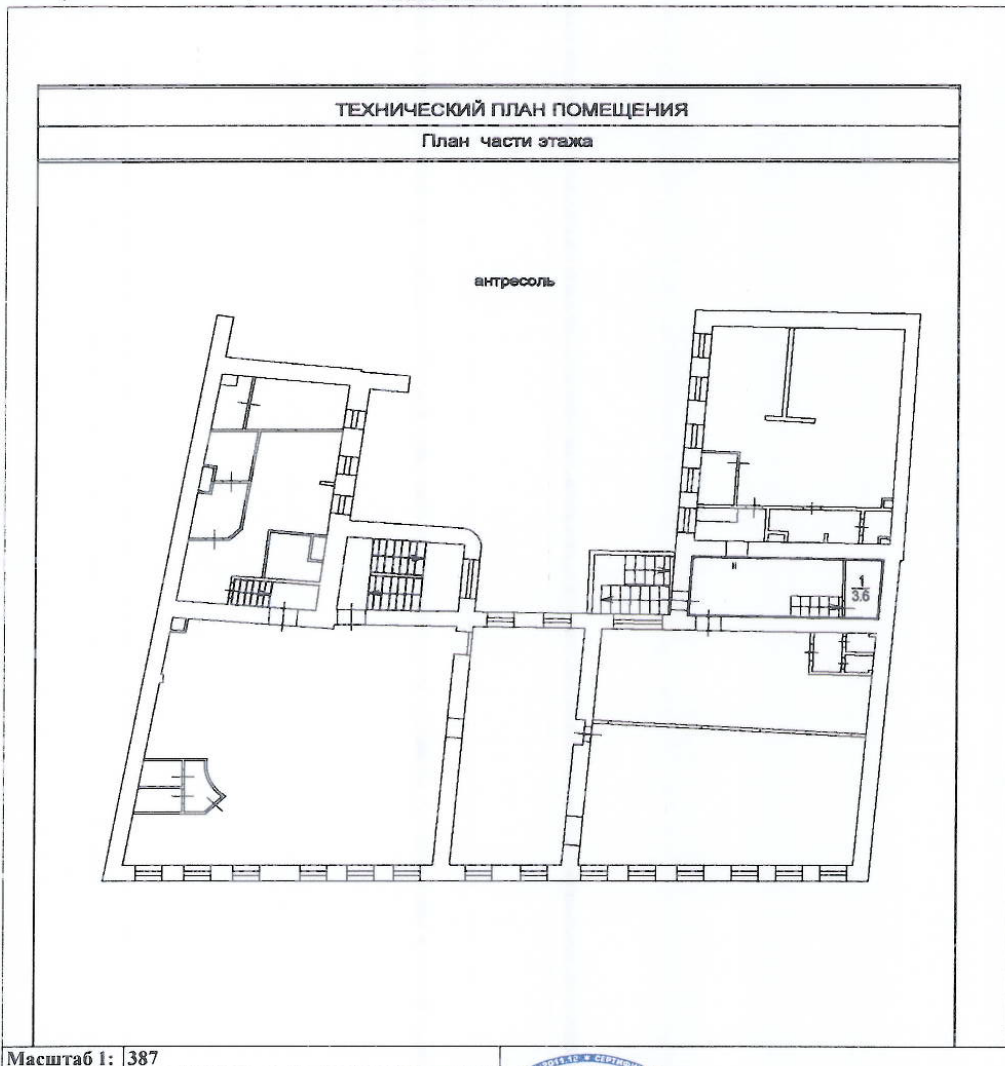 ТЕХНИЧЕСКИЙ ПЛАН ПОМЕЩЕНИЯ
План части этажа
антресоль
1
3.6
Масштаб 1: 387